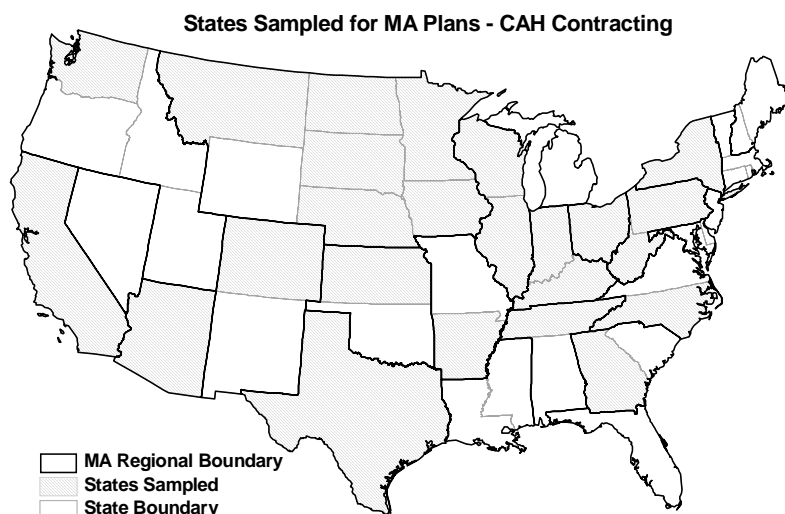 States Sampled for MA Plans - CAH Contracting
MA Regional Boundary
States Sampled
State Boundary